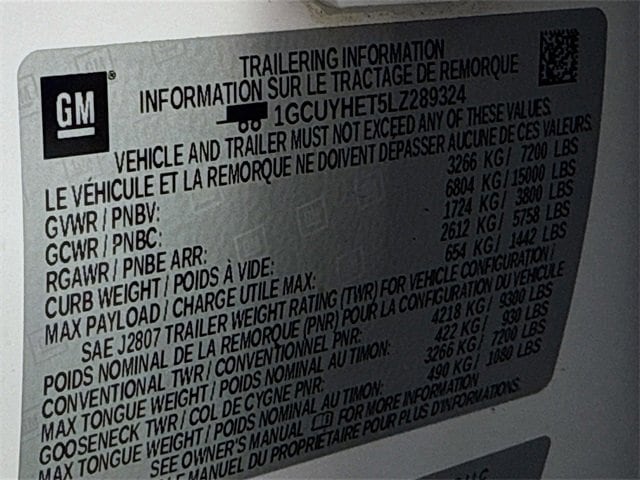 GM
TRAILERING INFORMATION
INFORMATION SUR LE TRACTAGE DE REMORQUE
1GCUYHET5LZ289324
VEHICLE AND TRAILER MUST NOT EXCEED ANY OF THESE VALUES.
LE VÉHICULE ET LA REMORQUE NE DOIVENT DEPASSER AUCUNE DE CES VALEURS.
GVWR / PNBV: 3266 KG / 7200 LBS
GCWR / PNBC: 6804 KG / 15000 LBS
RGAWR / PNBE ARR: 1724 KG / 3800 LBS
CURB WEIGHT / POIDS À VIDE: 2612 KG / 5758 LBS
MAX PAYLOAD / CHARGE UTILE MAX: 654 KG / 1442 LBS
SAE J2807 TRAILER WEIGHT RATING (TWR) FOR VEHICLE CONFIGURATION /
POIDS NOMINAL DE LA REMORQUE (PNR) POUR LA CONFIGURATION DU VÉHICULE
CONVENTIONAL TWR / CONVENTIONNEL PNR: 4218 KG / 9300 LBS
MAX TONGUE WEIGHT / POIDS NOMINAL AU TIMON: 422 KG / 930 LBS
GOOSENECK TWR / COL DE CYGNE PNR: 3266 KG / 7200 LBS
MAX TONGUE WEIGHT / POIDS NOMINAL AU TIMON: 490 KG / 1080 LBS
SEE OWNER'S MANUAL FOR MORE INFORMATION
LE MANUEL DU PROPRIETAIRE POUR PLUS D'INFORMATIONS.